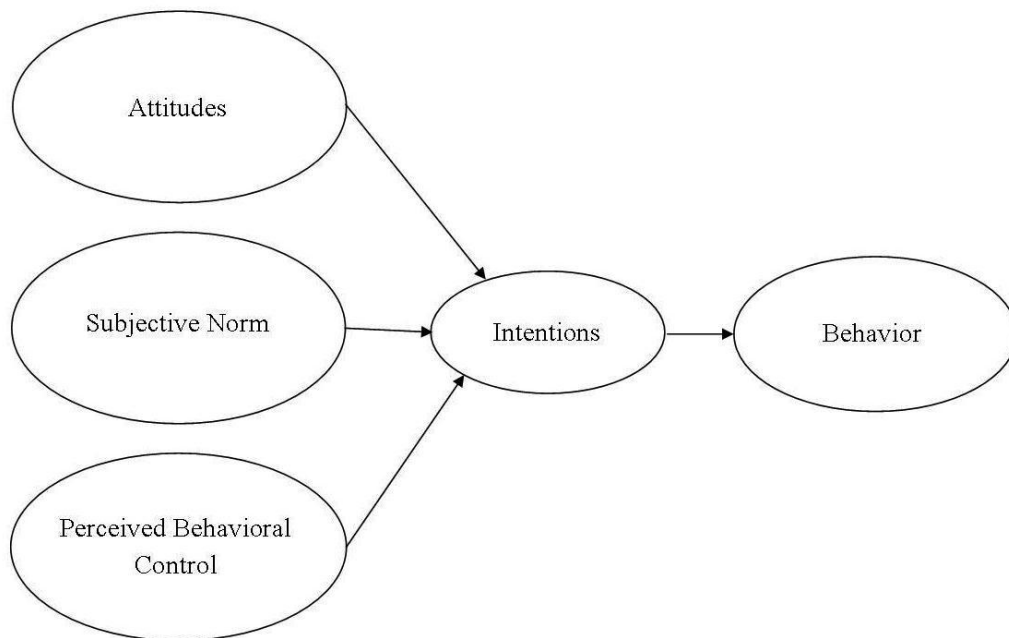 Attitudes
Subjective Norm
Intentions
Behavior
Perceived Behavioral
Control